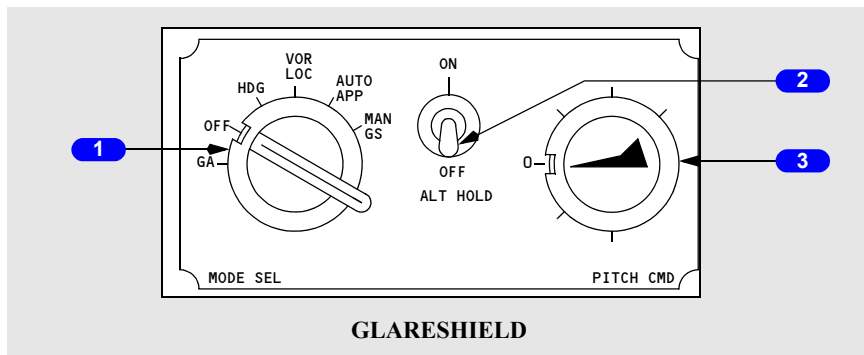 VOR
LOC
HDG
AUTO
APP
MAN
GS
OFF
GA
MODE SEL
ON
OFF
ALT HOLD
0
PITCH CMD
1
2
3
GLARESHIELD